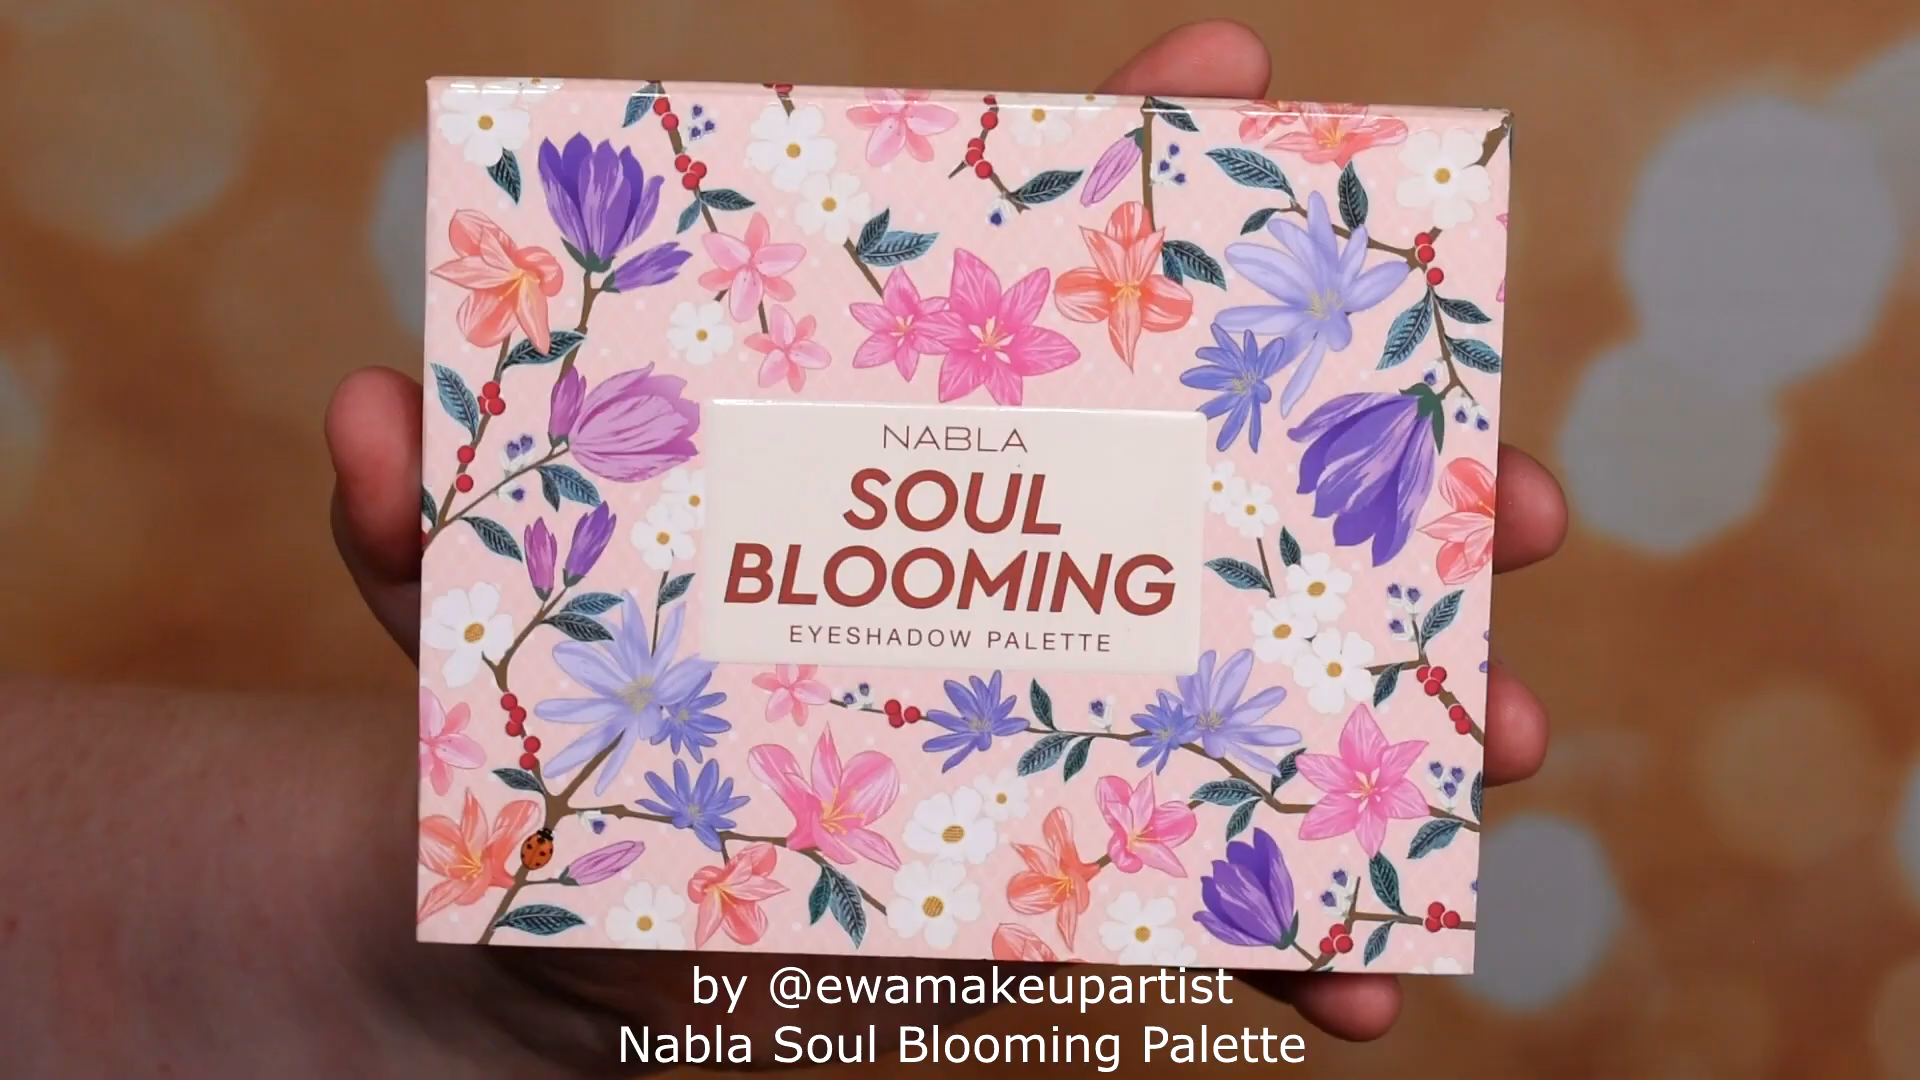 NABLA
SOUL
BLOOMING
EYESHADOW PALETTE
by @ewamakeupartist
Nabla Soul Blooming Palette